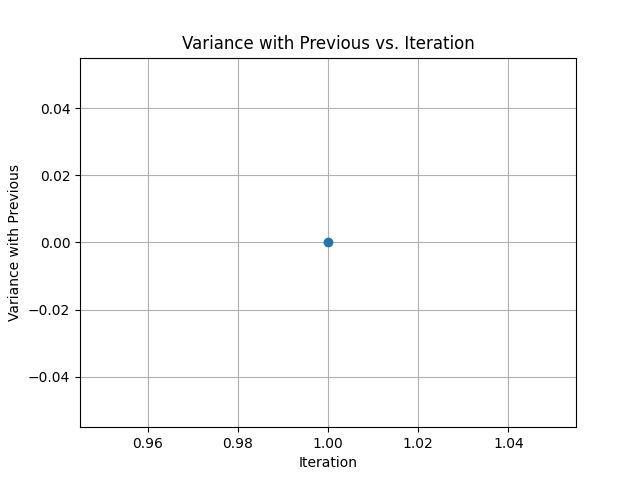 Variance with Previous vs. Iteration
0.04
0.02
0.00
−0.02
−0.04
Variance with Previous
0.96 0.98 1.00 1.02 1.04
Iteration